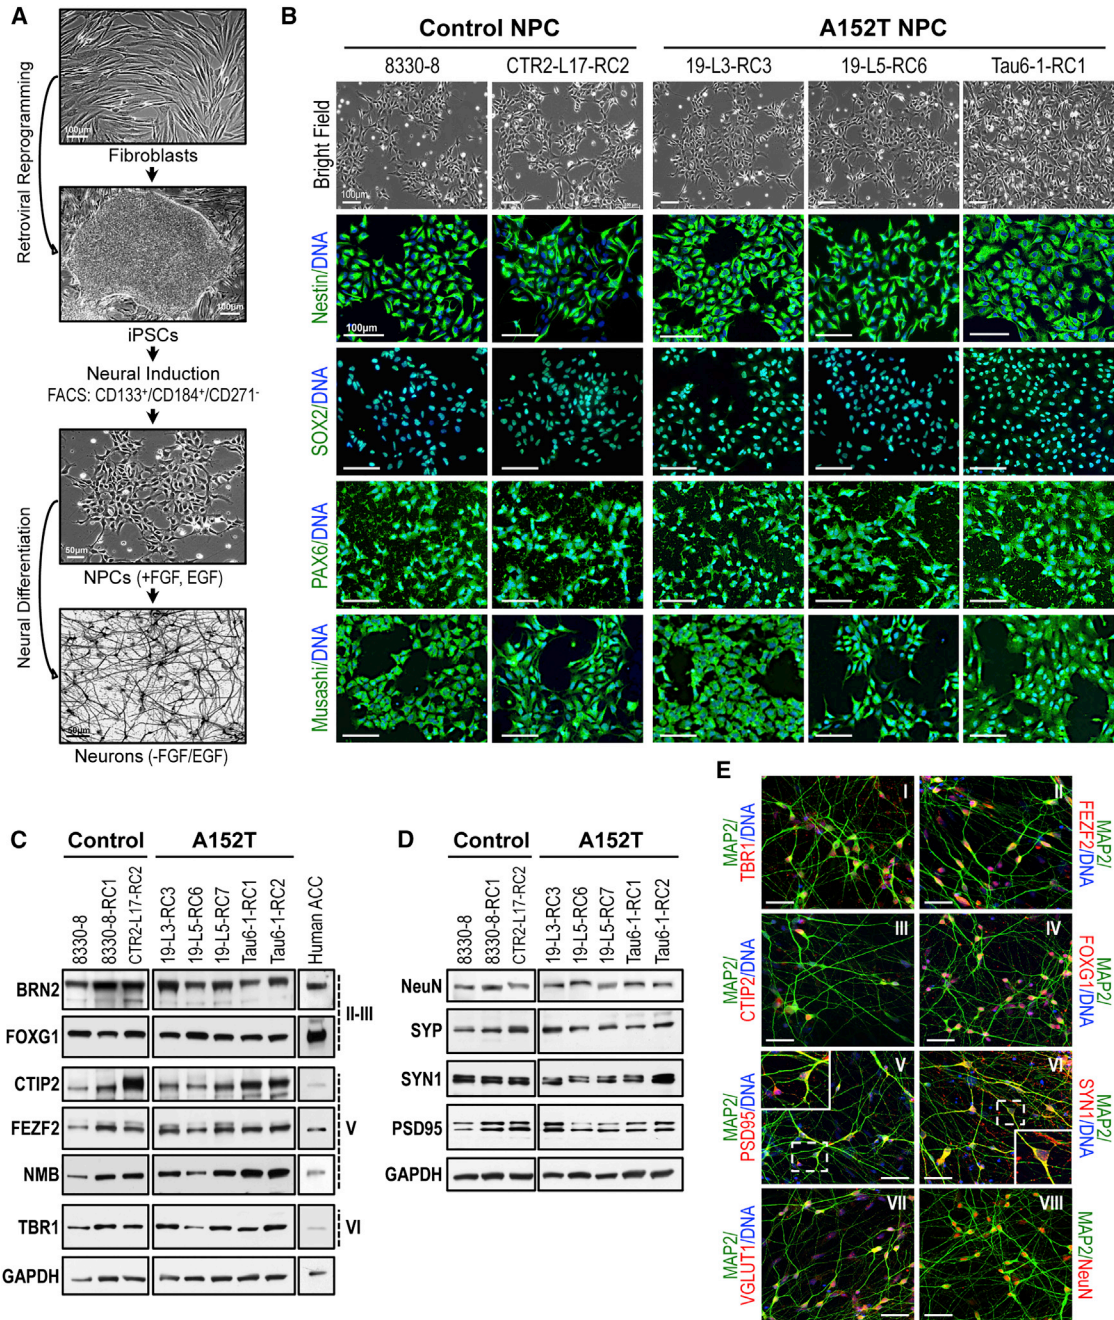 A
Retroviral Reprogramming
100μm
Fibroblasts
100μm
iPSCs
Neural Induction
FACS: CD133⁺/CD184⁺/CD271⁻
Neural Differentiation
50μm
NPCs (+FGF, EGF)
50μm
Neurons (-FGF/EGF)
B
Control NPC
A152T NPC
8330-8
CTR2-L17-RC2
19-L3-RC3
19-L5-RC6
Tau6-1-RC1
Bright Field
100μm
Nestin/DNA
100μm
SOX2/DNA
PAX6/DNA
Musashi/DNA
C
Control
A152T
8330-8
8330-8-RC1
CTR2-L17-RC2
19-L3-RC3
19-L5-RC6
19-L5-RC7
Tau6-1-RC1
Tau6-1-RC2
Human ACC
BRN2
FOXG1
II-III
CTIP2
FEZF2
NMB
V
TBR1
VI
GAPDH
D
Control
A152T
8330-8
8330-8-RC1
CTR2-L17-RC2
19-L3-RC3
19-L5-RC6
19-L5-RC7
Tau6-1-RC1
Tau6-1-RC2
NeuN
SYP
SYN1
PSD95
GAPDH
E
MAP2/
TBR1/DNA
I
II
MAP2/
FEZF2/DNA
MAP2/
CTIP2/DNA
III
IV
MAP2/
FOXG1/DNA
MAP2/
PSD95/DNA
V
VI
MAP2/
SYN1/DNA
MAP2/
VGLUT1/DNA
VII
VIII
MAP2/NeuN